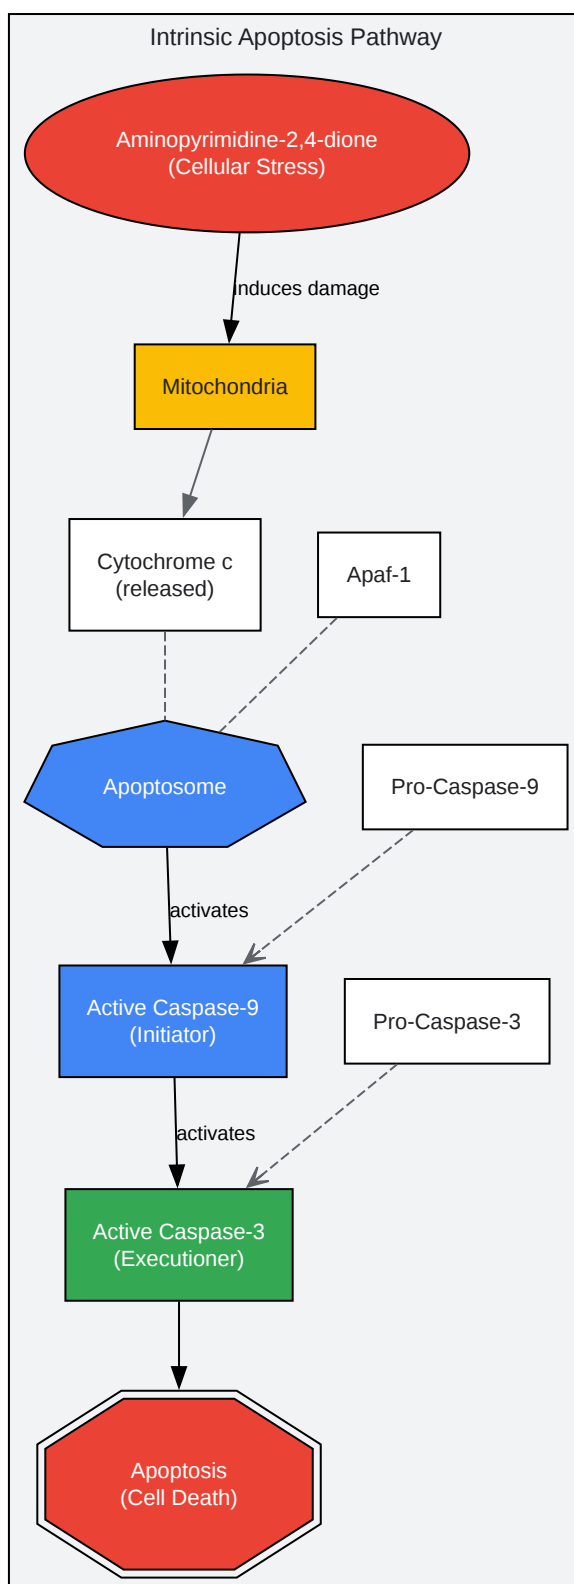 Intrinsic Apoptosis Pathway
Aminopyrimidine-2,4-dione
(Cellular Stress)
induces damage
Mitochondria
Cytochrome c
(released)
Apaf-1
Apoptosome
Pro-Caspase-9
activates
Active Caspase-9
(Initiator)
Pro-Caspase-3
activates
Active Caspase-3
(Executioner)
Apoptosis
(Cell Death)